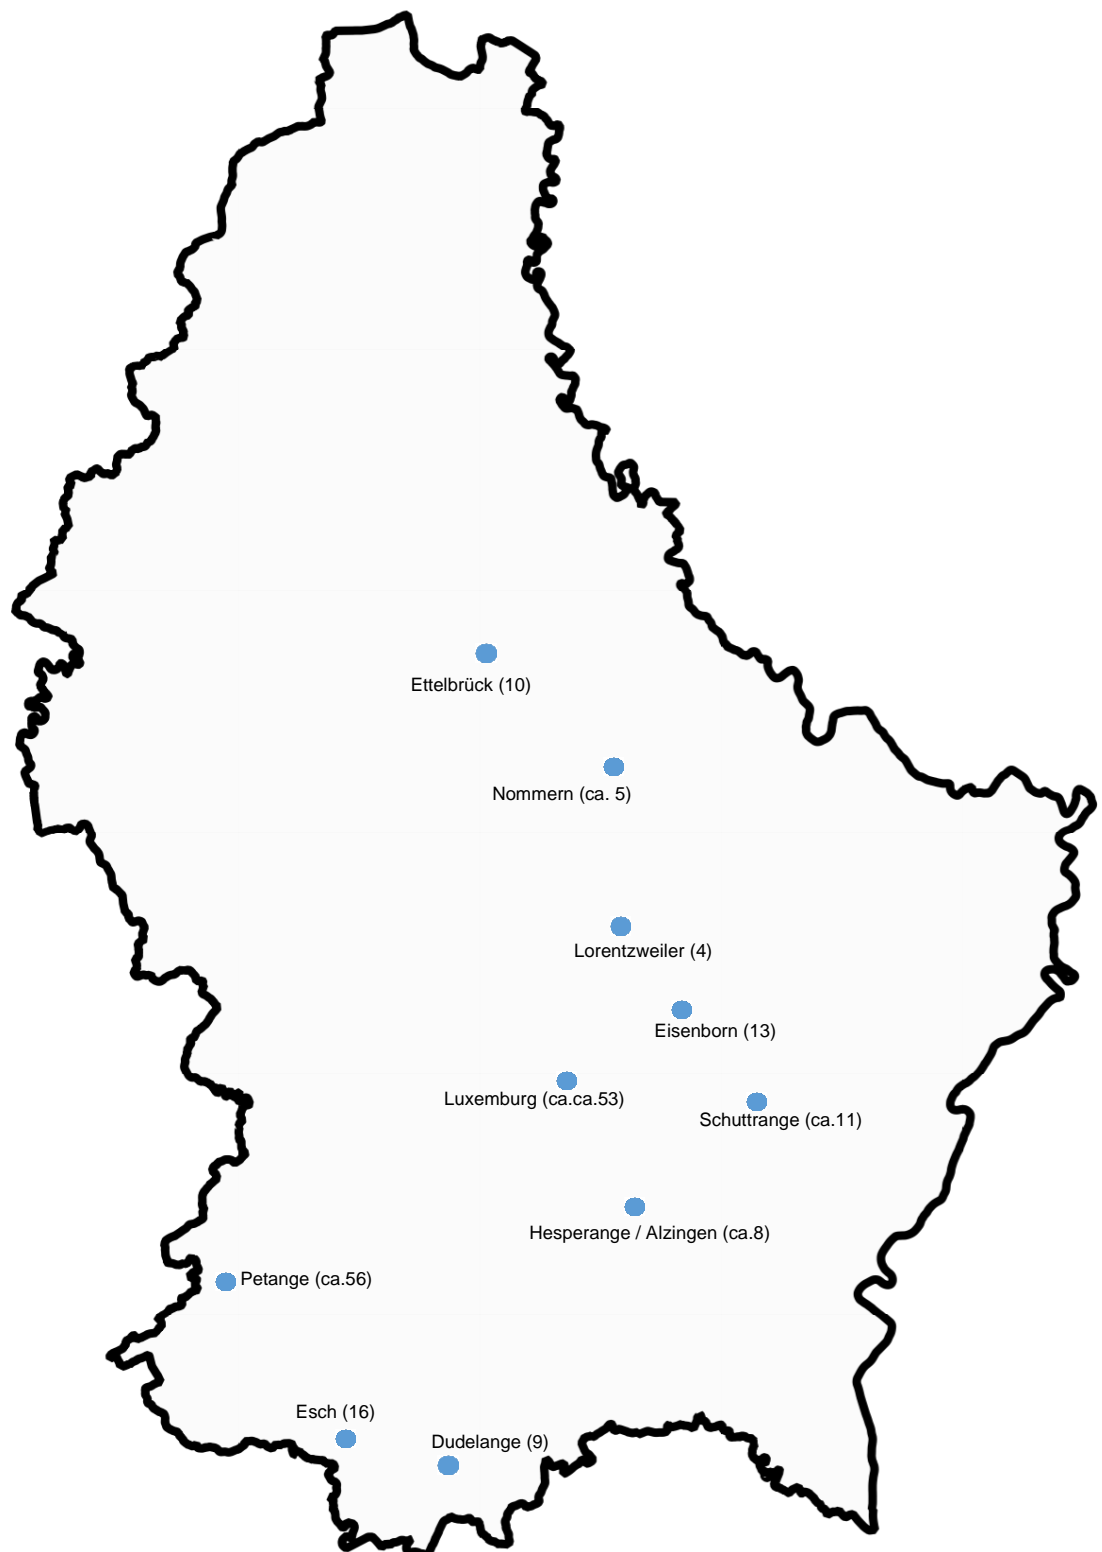 Ettelbrück (10)
Nommern (ca. 5)
Lorentzweiler (4)
Eisenborn (13)
Luxemburg (ca.ca.53)
Schuttrange (ca.11)
Hesperange / Alzingen (ca.8)
Petange (ca.56)
Esch (16)
Dudelange (9)